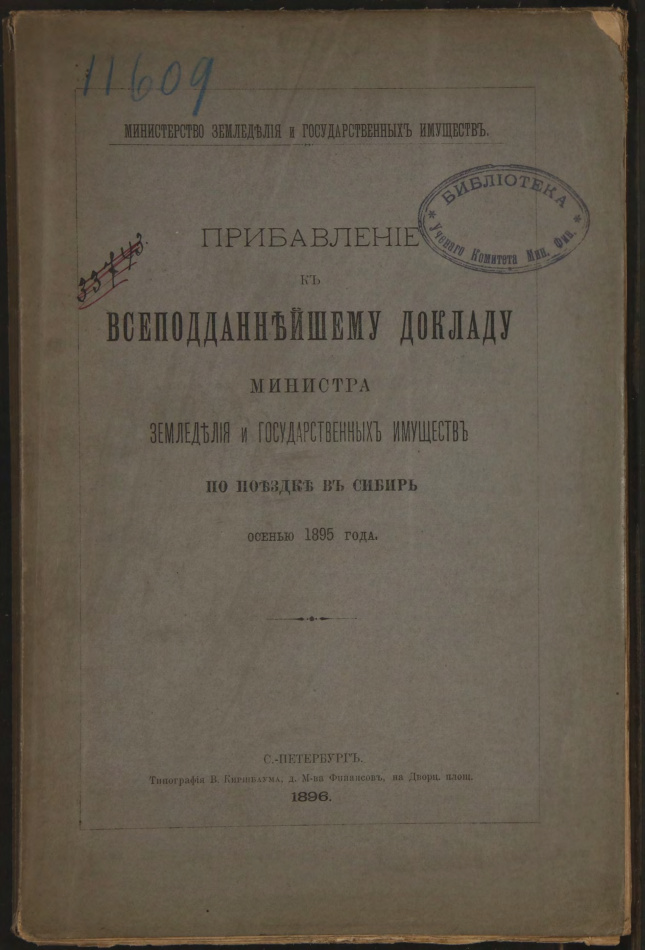 11609
МИНИСТЕРСТВО ЗЕМЛЕДѢЛІЯ и ГОСУДАРСТВЕННЫХЪ ИМУЩЕСТВЪ.
* БИБЛІОТЕКА *
Ученаго Комитета Мин. Фин.
33743.
ПРИБАВЛЕНІЕ
КЪ
ВСЕПОДДАННѢЙШЕМУ ДОКЛАДУ
МИНИСТРА
ЗЕМЛЕДѢЛІЯ и ГОСУДАРСТВЕННЫХЪ ИМУЩЕСТВЪ
ПО ПОѢЗДКѢ ВЪ СИБИРЬ
ОСЕНЬЮ 1895 ГОДА.
С.-ПЕТЕРБУРГЪ.
Типографія В. Киршбаума, д. М-ва Финансовъ, на Дворц. площ.
1896.